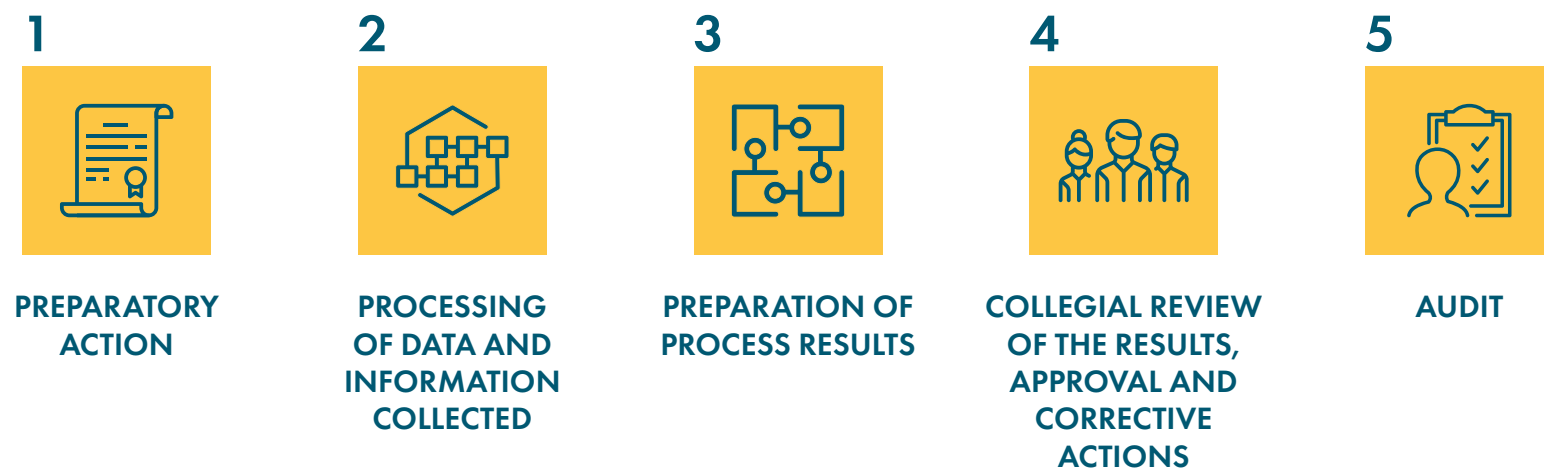 1
PREPARATORY
ACTION
2
PROCESSING
OF DATA AND
INFORMATION
COLLECTED
3
PREPARATION OF
PROCESS RESULTS
4
COLLEGIAL REVIEW
OF THE RESULTS,
APPROVAL AND
CORRECTIVE
ACTIONS
5
AUDIT